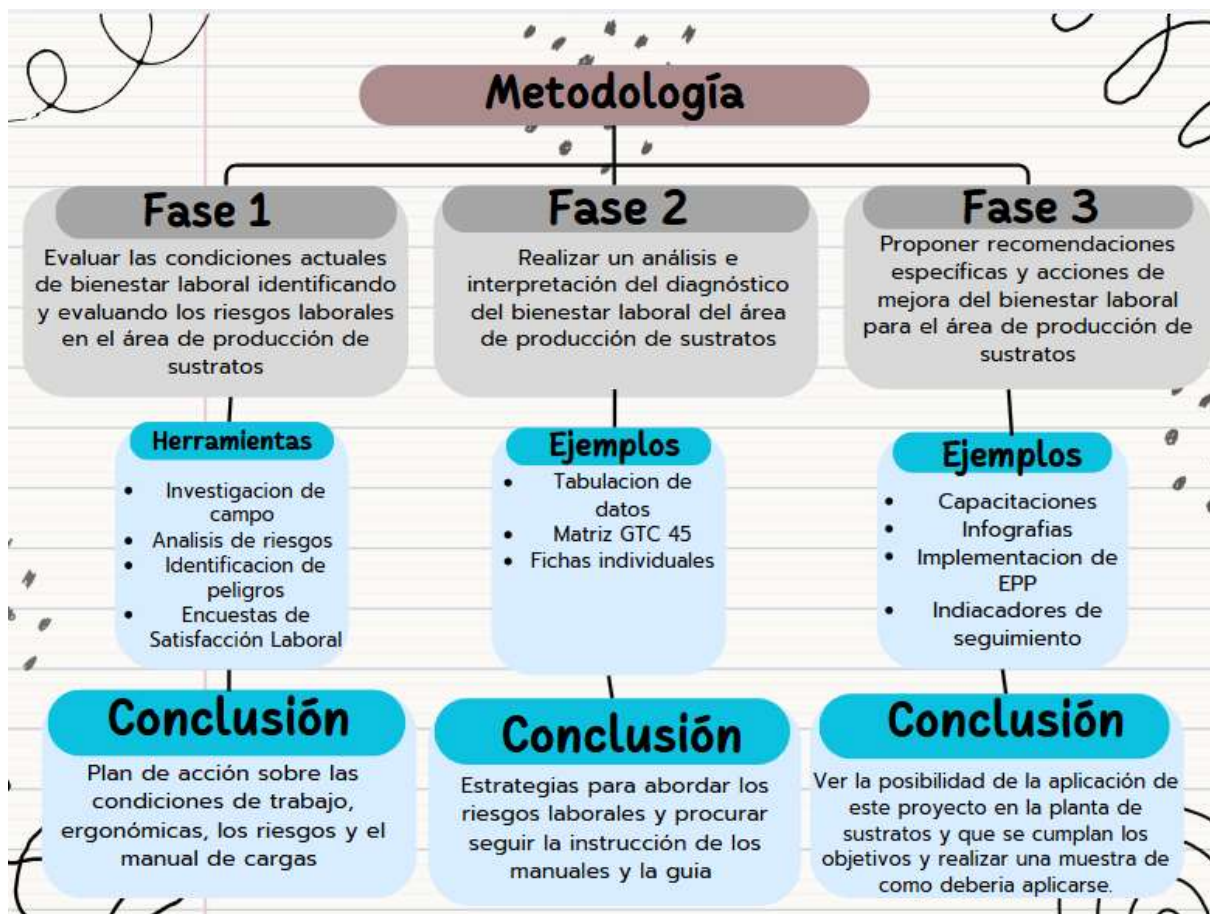 Metodología
Fase 1
Evaluar las condiciones actuales
de bienestar laboral identificando
y evaluando los riesgos laborales
en el área de producción de
sustratos
Herramientas
• Investigacion de
campo
• Analisis de riesgos
• Identificacion de
peligros
• Encuestas de
Satisfacción Laboral
Conclusión
Plan de acción sobre las
condiciones de trabajo,
ergonómicas, los riesgos y el
manual de cargas
Fase 2
Realizar un análisis e
interpretación del diagnóstico
del bienestar laboral del área
de producción de sustratos
Ejemplos
• Tabulacion de
datos
• Matriz GTC 45
• Fichas individuales
Conclusión
Estrategias para abordar los
riesgos laborales y procurar
seguir la instrucción de los
manuales y la guia
Fase 3
Proponer recomendaciones
específicas y acciones de
mejora del bienestar laboral
para el área de producción de
sustratos
Ejemplos
• Capacitaciones
• Infografias
• Implementacion de
EPP
• Indiacadores de
seguimiento
Conclusión
Ver la posibilidad de la aplicación de
este proyecto en la planta de
sustratos y que se cumplan los
objetivos y realizar una muestra de
como deberia aplicarse.